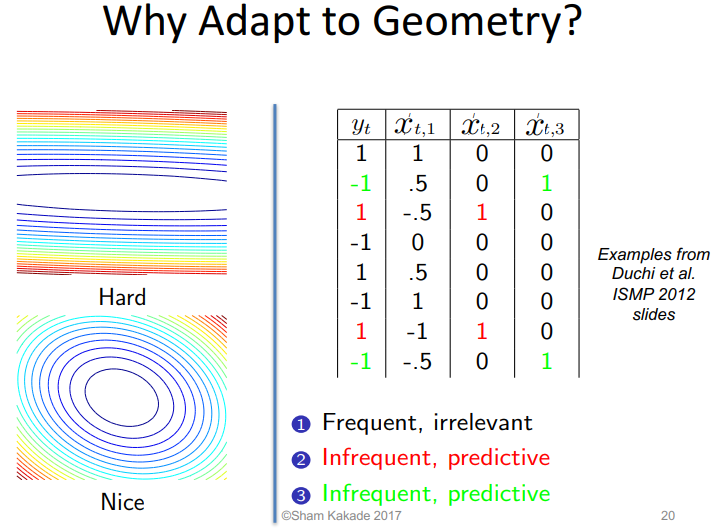 Why Adapt to Geometry?
Hard
Nice
y_t x_{t,1} x_{t,2} x_{t,3}
1 1 0 0
-1 .5 0 1
1 -.5 1 0
-1 0 0 0
1 .5 0 0
-1 1 0 0
1 -1 1 0
-1 -.5 0 1
Examples from
Duchi et al.
ISMP 2012
slides
1 Frequent, irrelevant
2 Infrequent, predictive
3 Infrequent, predictive
©Sham Kakade 2017
20